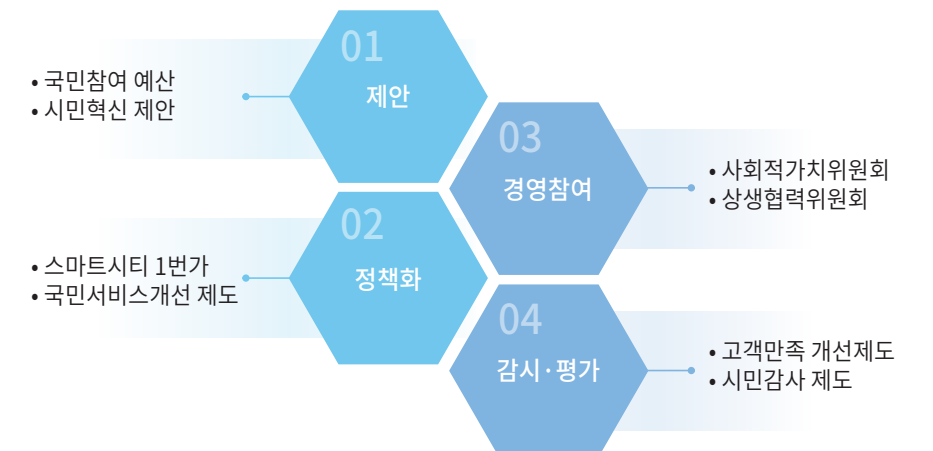 01
제안
• 국민참여 예산
• 시민혁신 제안
02
정책화
• 스마트시티 1번가
• 국민서비스개선 제도
03
경영참여
• 사회적가치위원회
• 상생협력위원회
04
감시·평가
• 고객만족 개선제도
• 시민감사 제도